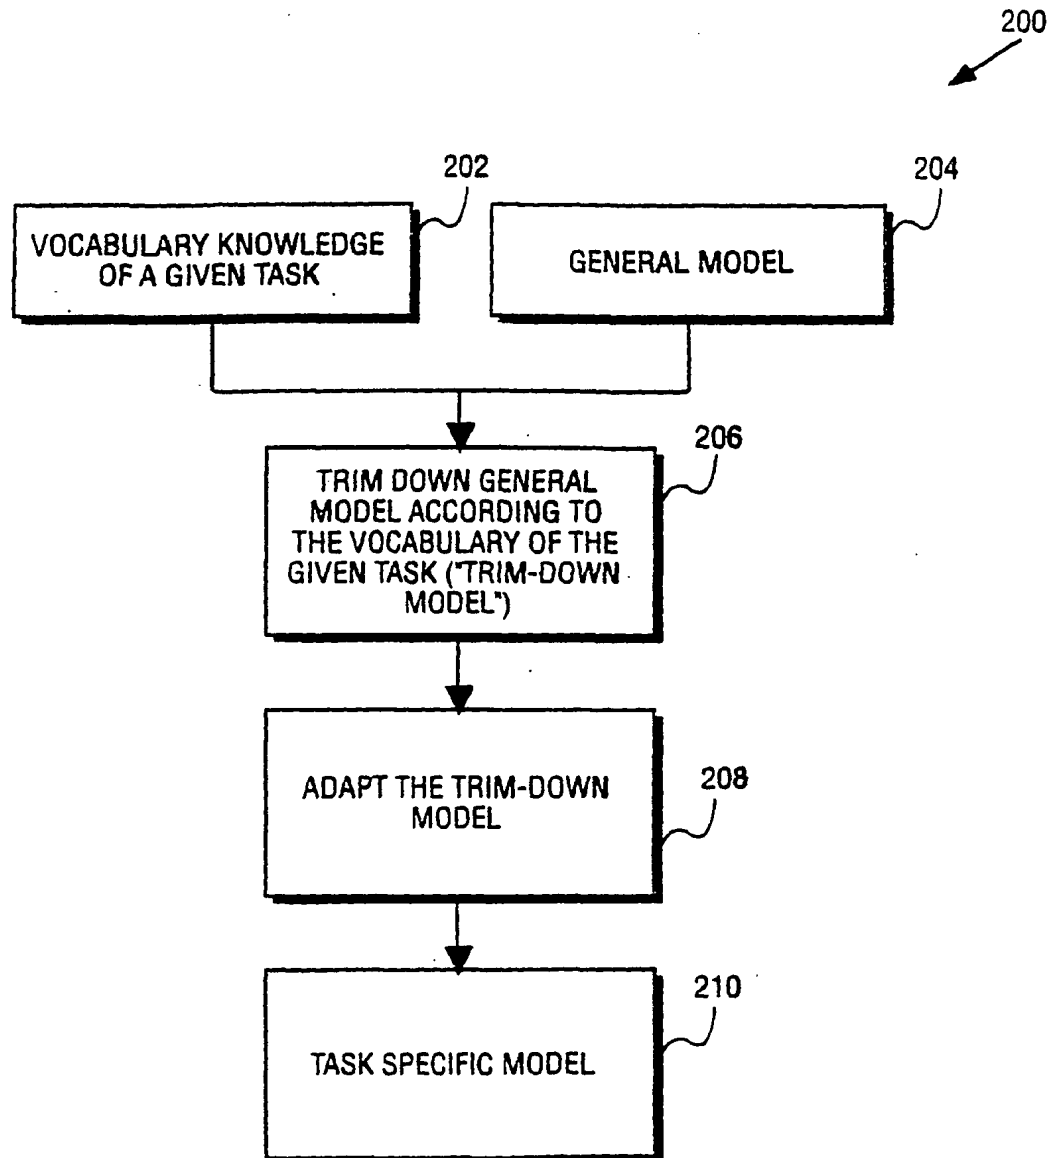 200
202
204
VOCABULARY KNOWLEDGE
OF A GIVEN TASK
GENERAL MODEL
206
TRIM DOWN GENERAL
MODEL ACCORDING TO
THE VOCABULARY OF THE
GIVEN TASK ("TRIM-DOWN
MODEL")
208
ADAPT THE TRIM-DOWN
MODEL
210
TASK SPECIFIC MODEL